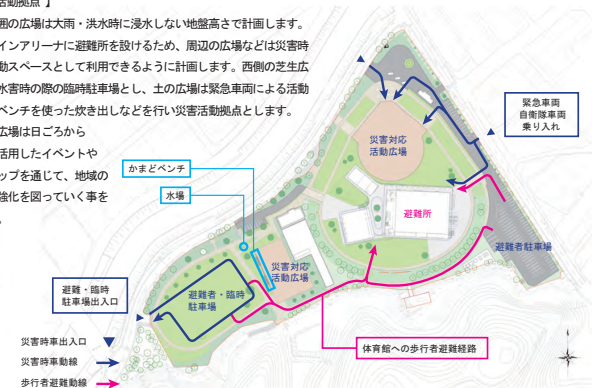 活動拠点 】
囲の広場は大雨・洪水時に浸水しない地盤高さで計画します。
インアリーナに避難所を設けるため、周辺の広場などは災害時
動スペースとして利用できるように計画します。西側の芝生広
水害時の際の臨時駐車場とし、土の広場は緊急車両による活動
ベンチを使った炊き出しなどを行い災害活動拠点とします。
広場は日ごろから
活用したイベントや
ップを通じて、地域の
強化を図っていく事を
。
かまどベンチ
水場
災害対応
活動広場
緊急車両
自衛隊車両
乗り入れ
避難所
避難者駐車場
災害対応
活動広場
避難者・臨時
駐車場
避難・臨時
駐車場出入口
体育館への歩行者避難経路
災害時車出入口
災害時車動線
歩行者避難動線